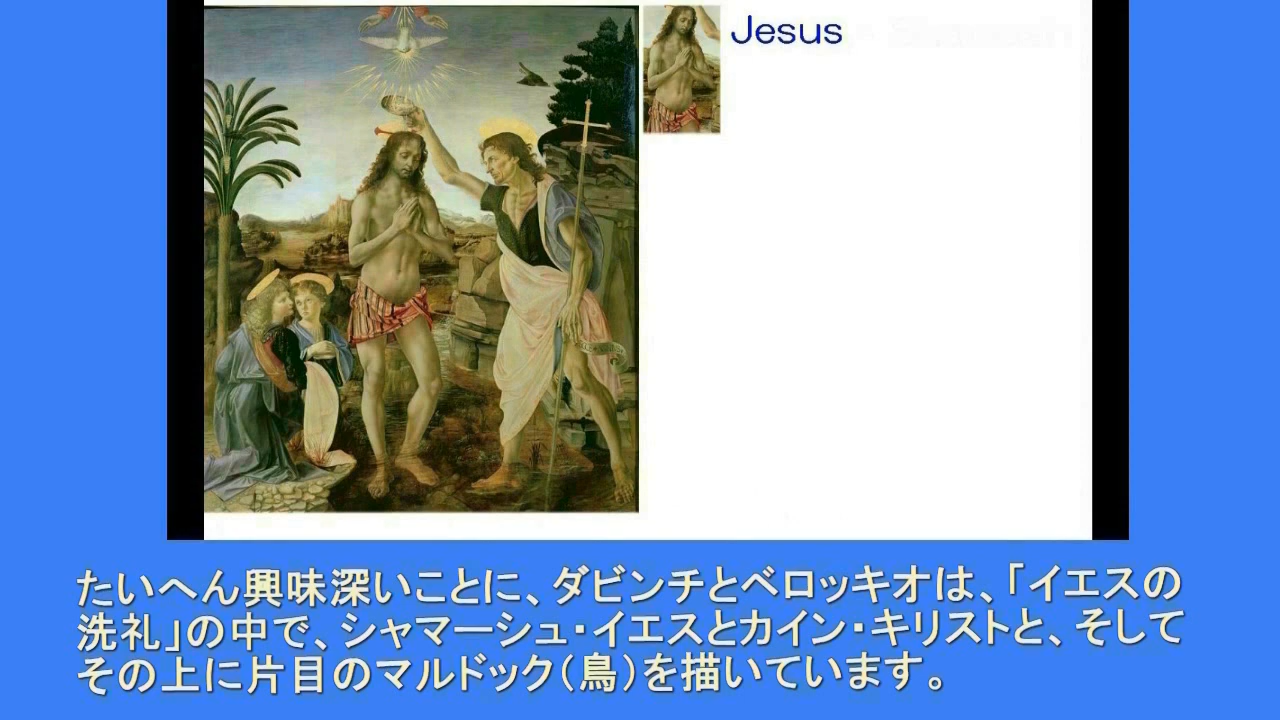 Jesus
たいへん興味深いことに、ダビンチとベロッキオは、「イエスの
洗礼」の中で、シャマーシュ・イエスとカイン・キリストと、そして
その上に片目のマルドック(鳥)を描いています。